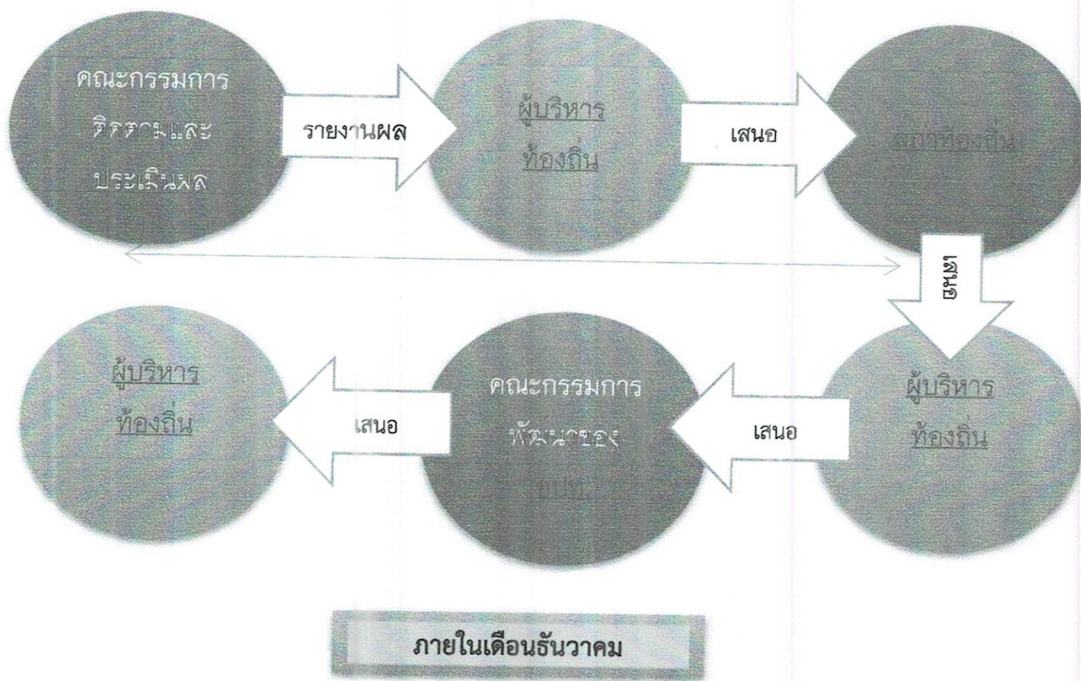 คณะกรรมการ
ติดตามและ
ประเมินผล
รายงานผล
ผู้บริหาร
ท้องถิ่น
เสนอ
สภาท้องถิ่น
เสนอ
ผู้บริหาร
ท้องถิ่น
เสนอ
คณะกรรมการ
พัฒนาของ
อปท.
เสนอ
ผู้บริหาร
ท้องถิ่น
ภายในเดือนธันวาคม